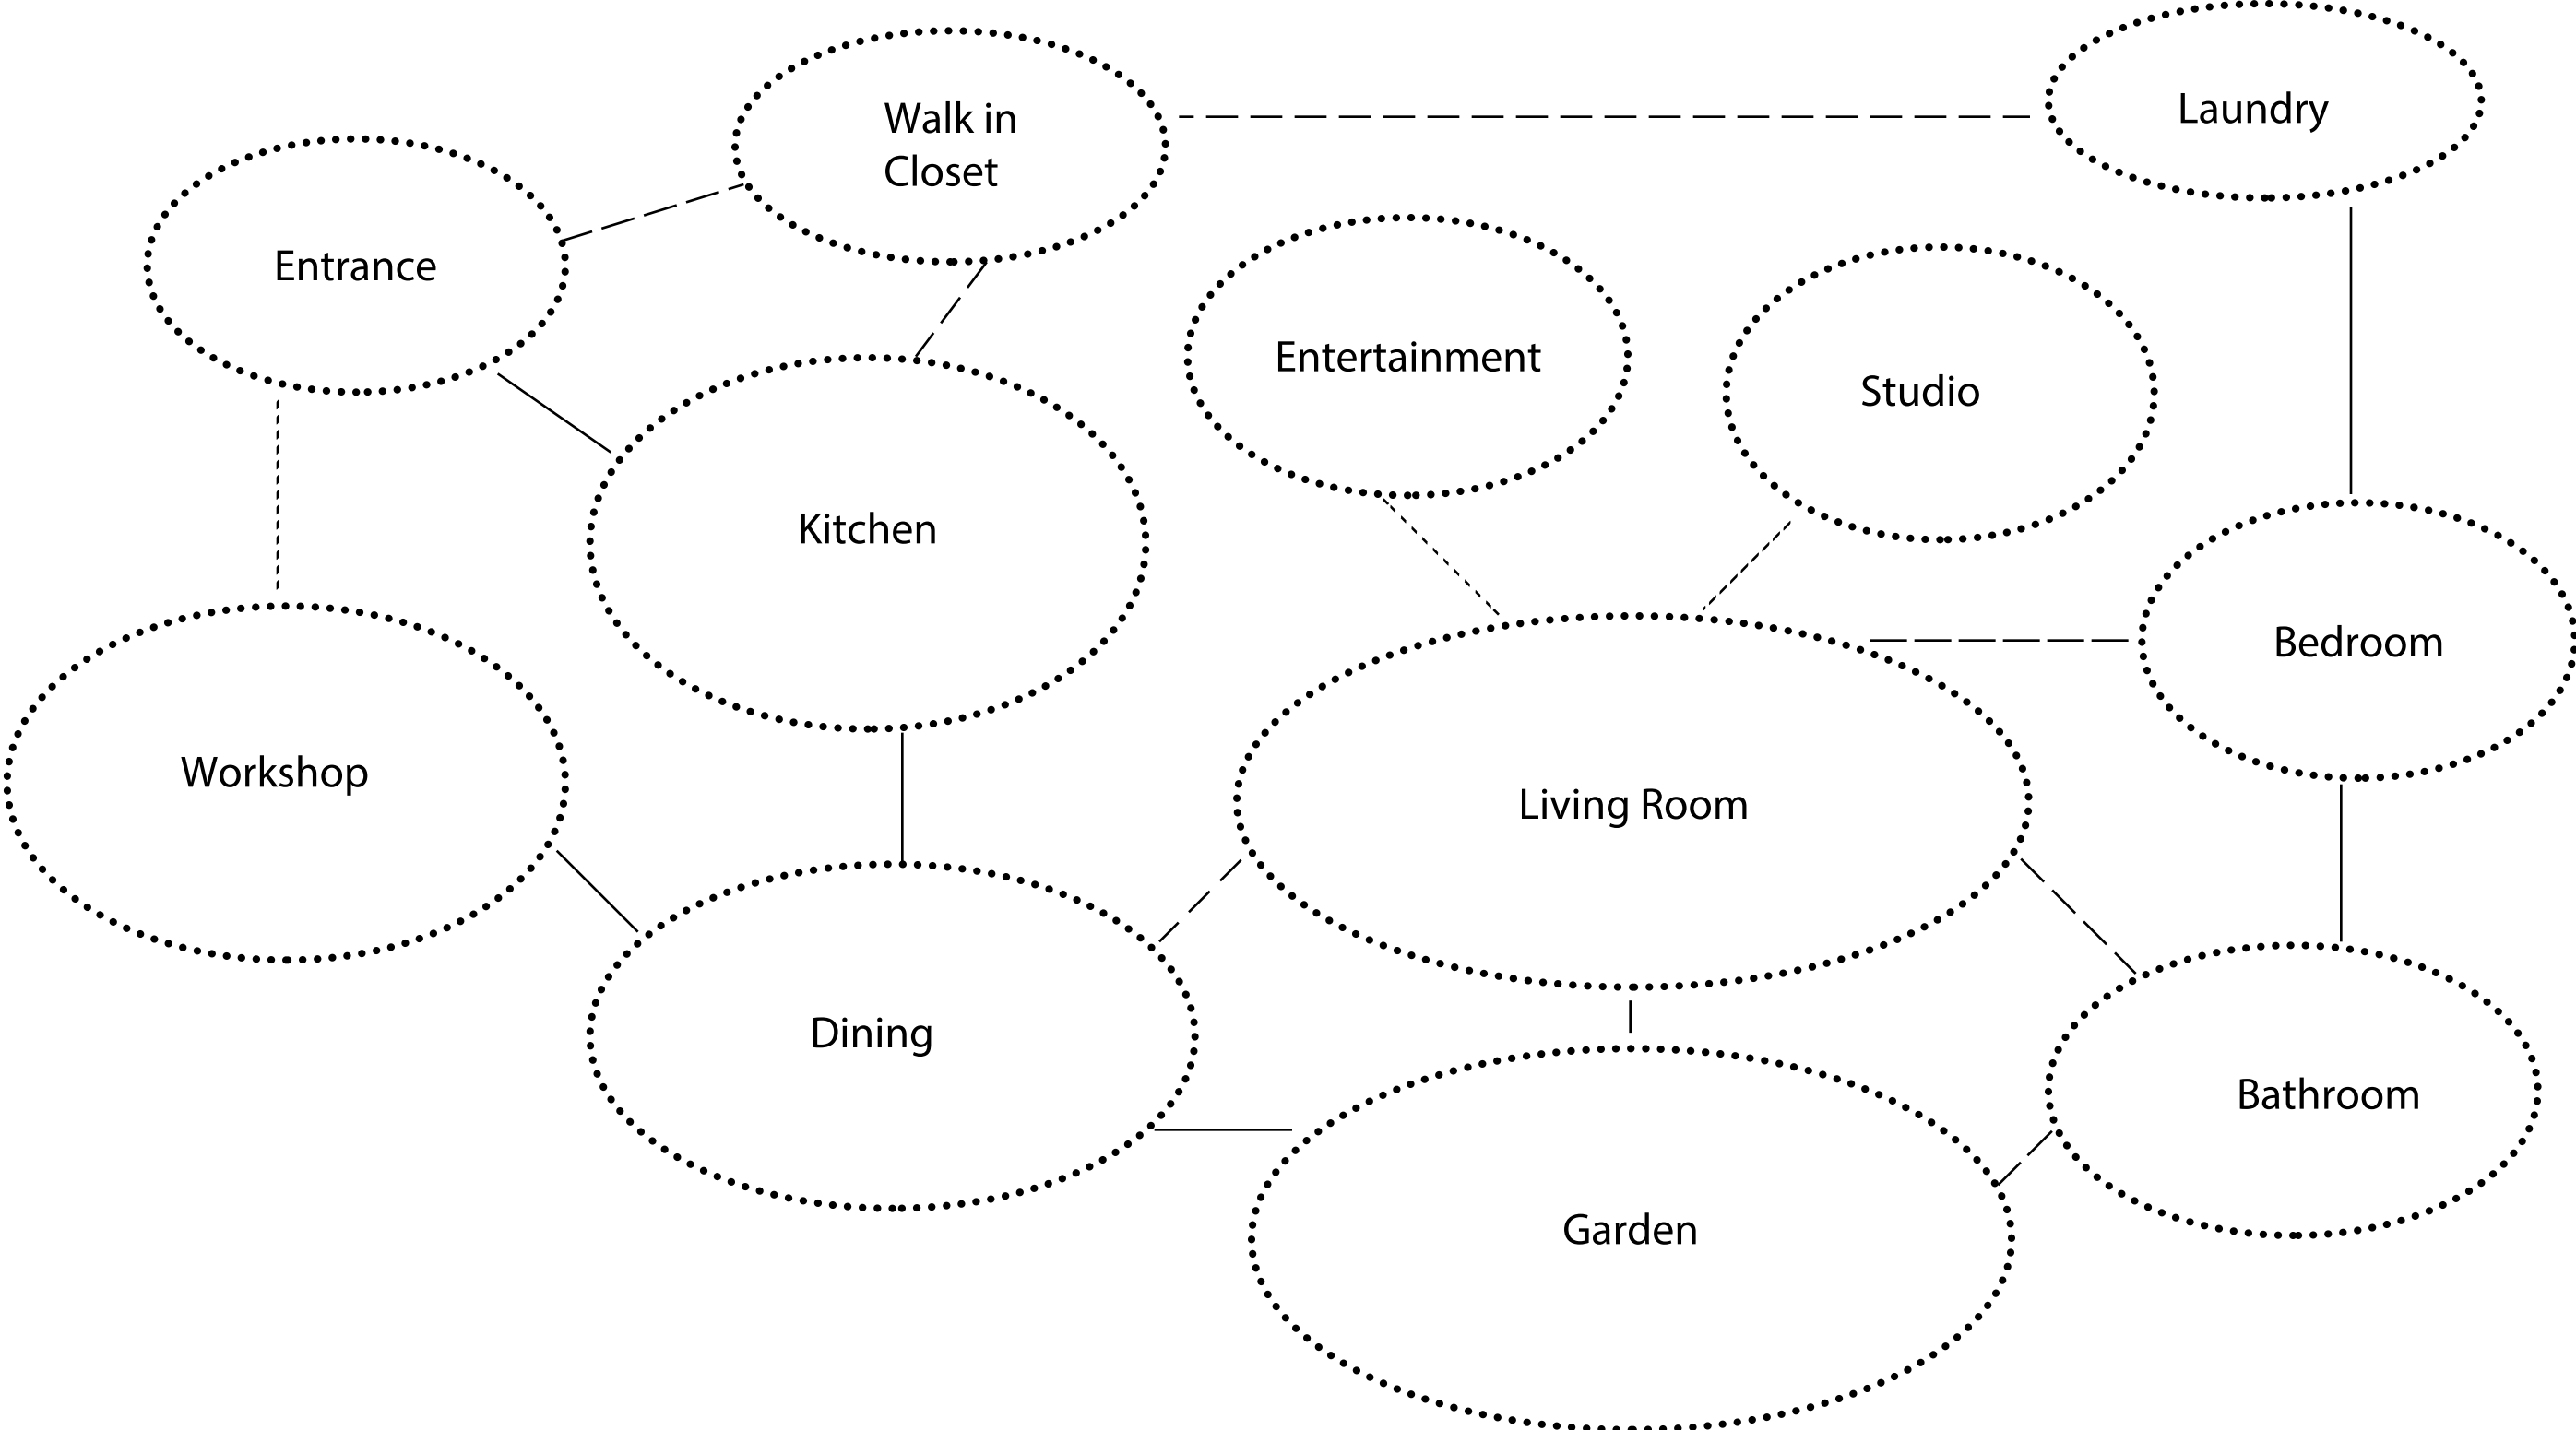 Walk in
Closet
Laundry
Entrance
Entertainment
Studio
Kitchen
Bedroom
Workshop
Living Room
Dining
Bathroom
Garden